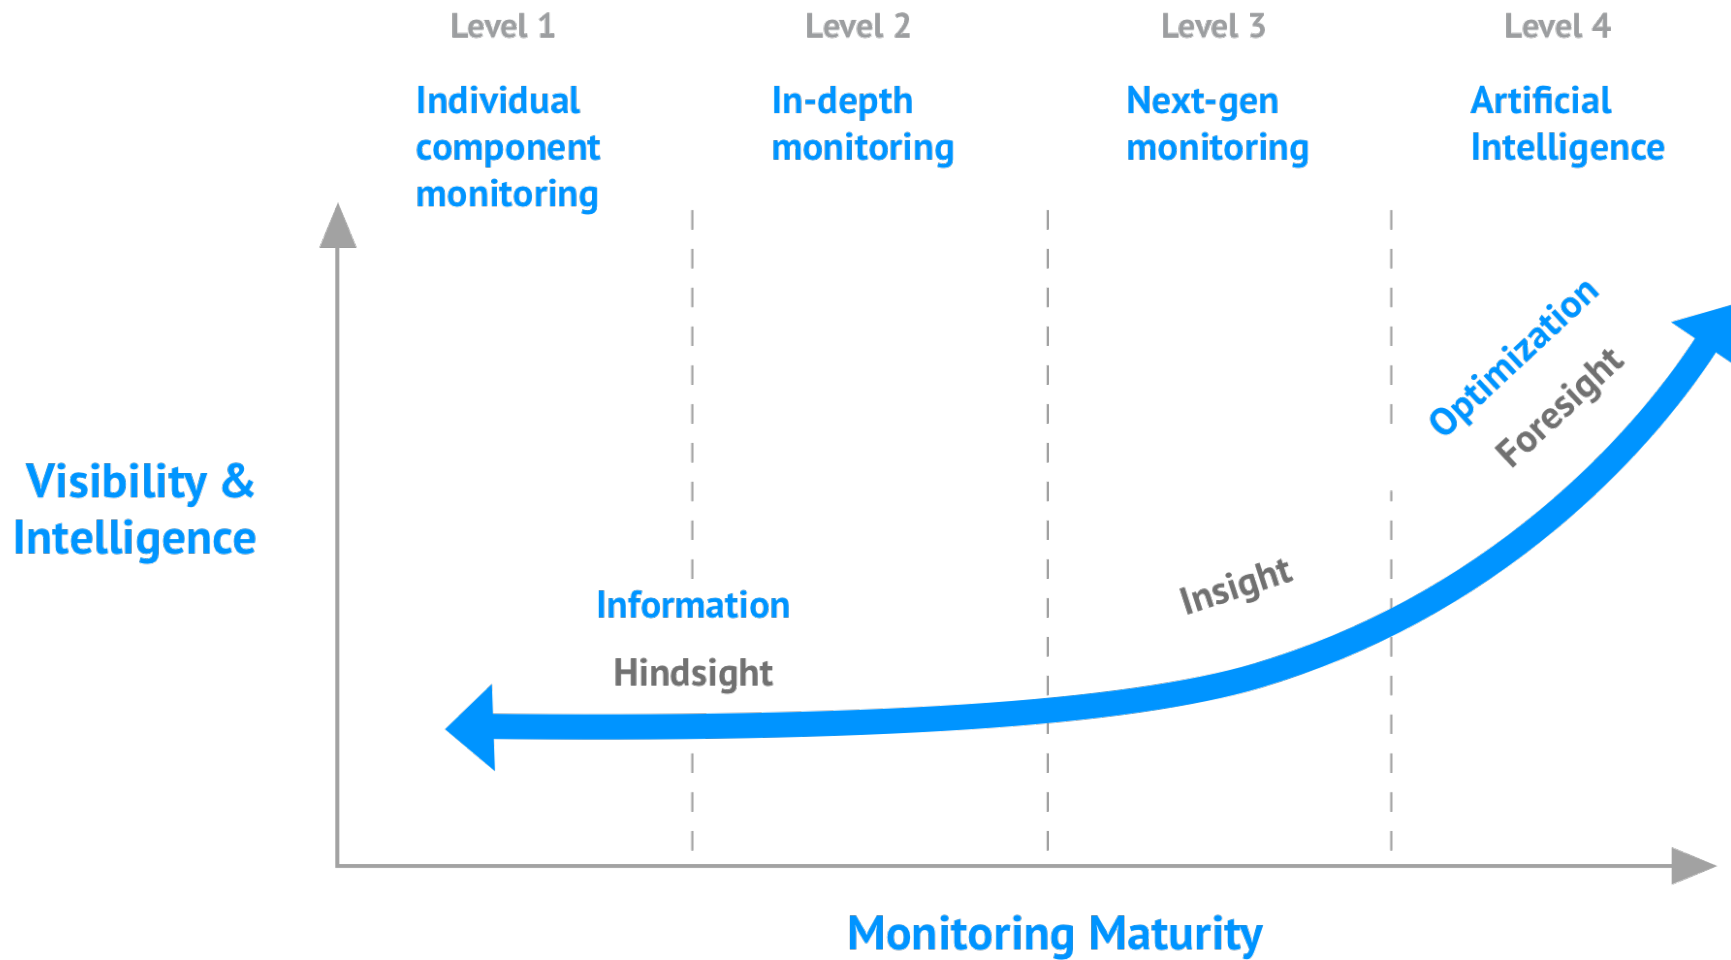 Level 1
Level 2
Level 3
Level 4
Individual
component
monitoring
In-depth
monitoring
Next-gen
monitoring
Artificial
Intelligence
Visibility &
Intelligence
Information
Hindsight
Insight
Optimization
Foresight
Monitoring Maturity